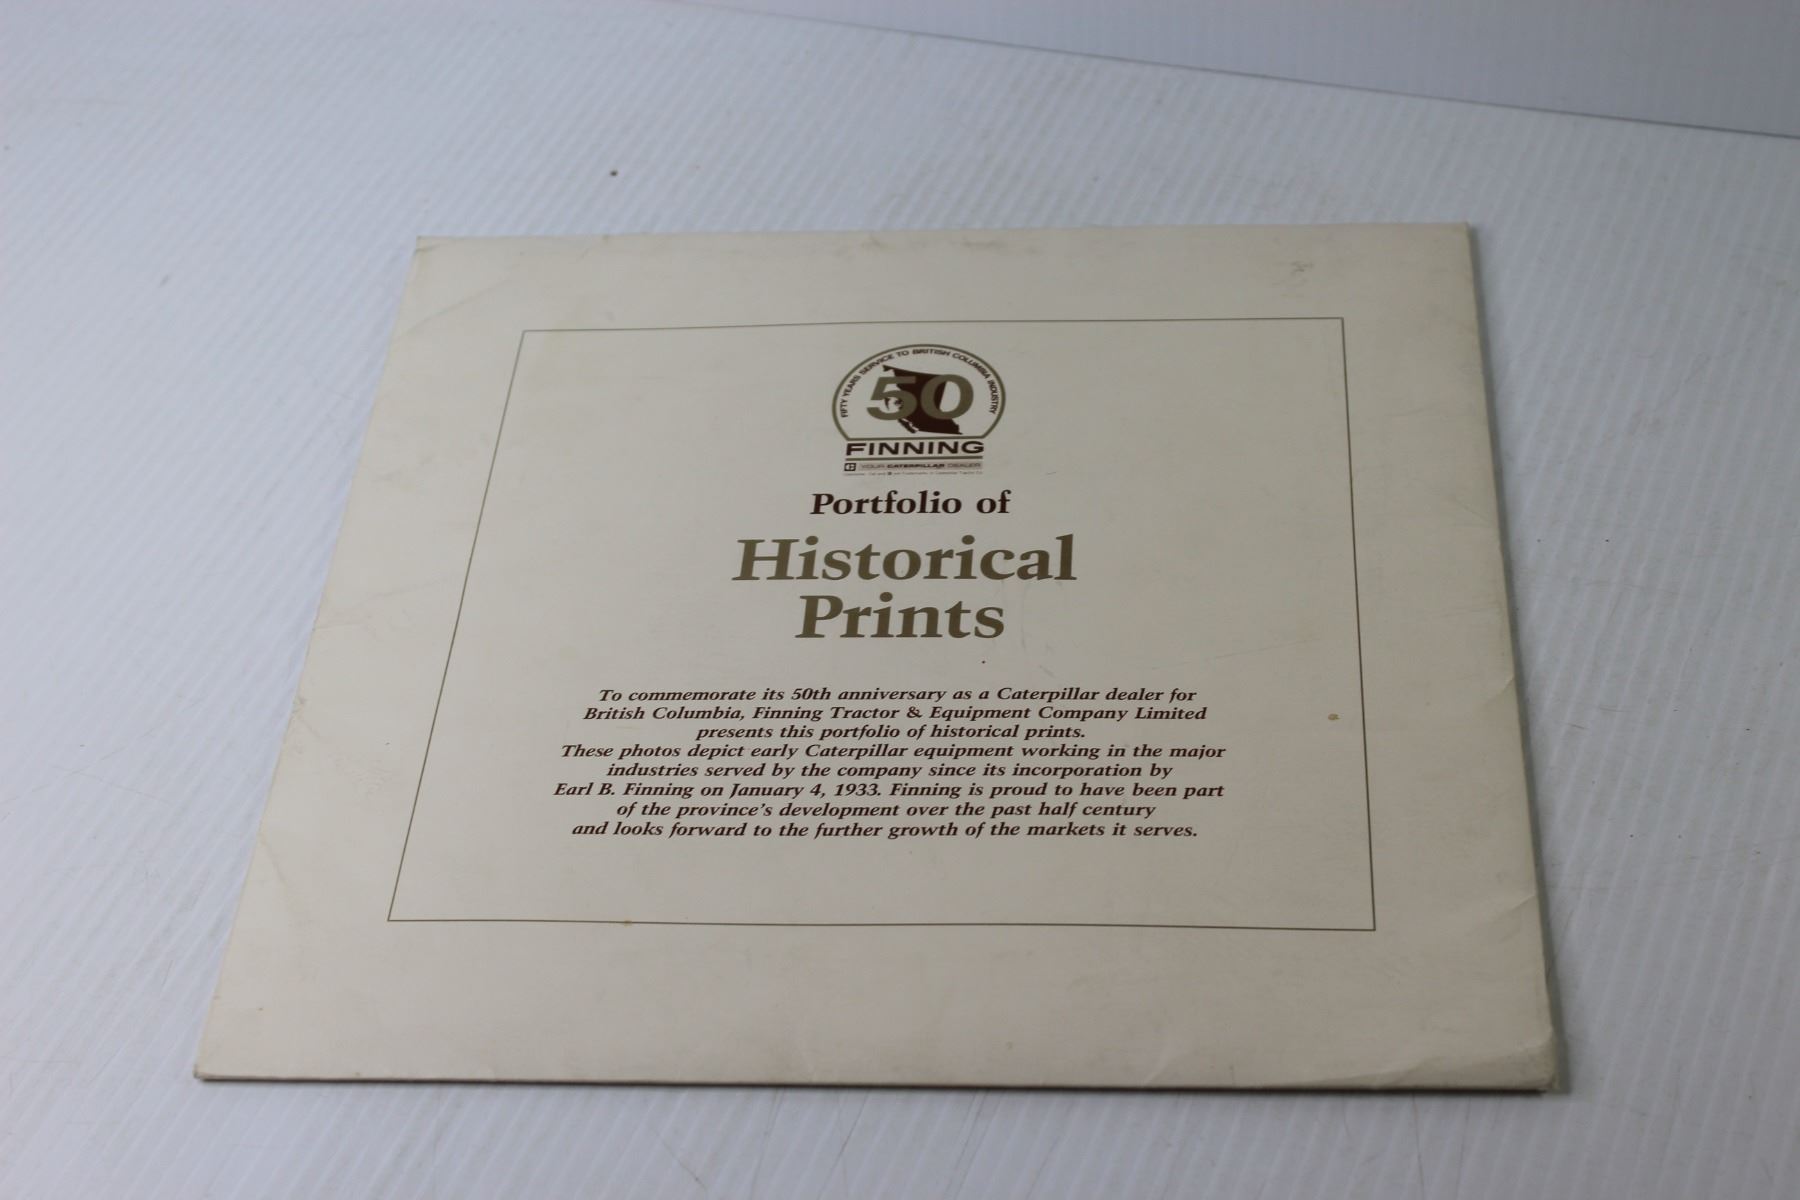 FIFTY YEARS SERVICE TO BRITISH COLUMBIA INDUSTRY
50
FINNING
YOUR CATERPILLAR DEALER
Portfolio of
Historical
Prints
To commemorate its 50th anniversary as a Caterpillar dealer for
British Columbia, Finning Tractor & Equipment Company Limited
presents this portfolio of historical prints.
These photos depict early Caterpillar equipment working in the major
industries served by the company since its incorporation by
Earl B. Finning on January 4, 1933. Finning is proud to have been part
of the province's development over the past half century
and looks forward to the further growth of the markets it serves.